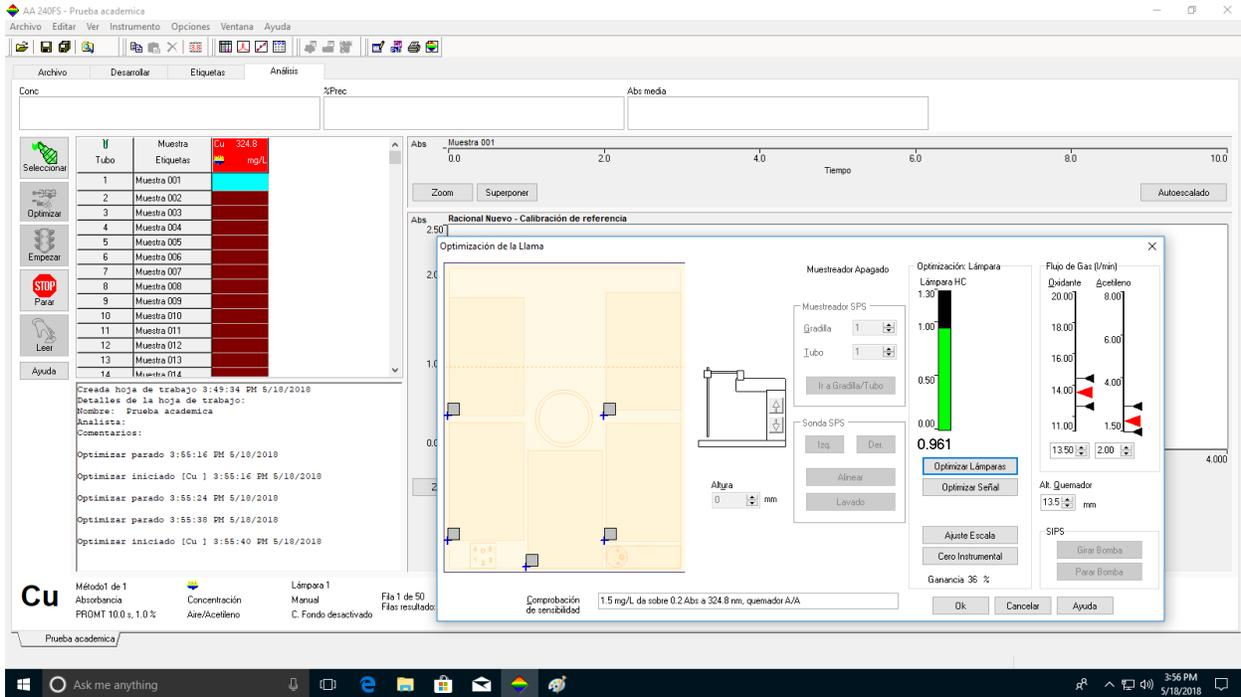 AA 240FS - Prueba academica
Archivo Editar Ver Instrumento Opciones Ventana Ayuda
Archivo Desarrollar Etiquetas Análisis
Conc %Prec Abs media
Seleccionar
Optimizar
Empezar
STOP
Parar
Leer
Ayuda
Tubo Muestra Etiquetas Cu 324.8 mg/L
1 Muestra 001
2 Muestra 002
3 Muestra 003
4 Muestra 004
5 Muestra 005
6 Muestra 006
7 Muestra 007
8 Muestra 008
9 Muestra 009
10 Muestra 010
11 Muestra 011
12 Muestra 012
13 Muestra 013
14 Muestra 014
Abs Muestra 001
0.0 2.0 4.0 6.0 8.0 10.0
Tiempo
Zoom Superponer Autoescalado
Abs Racional Nuevo - Calibración de referencia
2.50
2.0
1.0
0.0
4.000
Z
Creada hoja de trabajo 3:49:34 PM 5/18/2018
Detalles de la hoja de trabajo:
Nombre: Prueba academica
Analista:
Comentarios:
Optimizar parado 3:55:16 PM 5/18/2018
Optimizar iniciado [Cu ] 3:55:16 PM 5/18/2018
Optimizar parado 3:55:24 PM 5/18/2018
Optimizar parado 3:55:38 PM 5/18/2018
Optimizar iniciado [Cu ] 3:55:40 PM 5/18/2018
Optimización de la Llama
Muestreador Apagado
Muestreador SPS
Gradilla 1
Tubo 1
Ir a Gradilla/Tubo
Sonda SPS
Izq. Der.
Alinear
Lavado
Altura
0 mm
Optimización: Lámpara
Lámpara HC
1.30
1.00
0.50
0.00
0.961
Optimizar Lámparas
Optimizar Señal
Ajuste Escala
Cero Instrumental
Ganancia 36 %
Flujo de Gas (l/min)
Oxidante Acetileno
20.00 8.00
18.00
6.00
16.00
14.00 4.00
11.00 1.50
13.50 2.00
Alt. Quemador
13.5 mm
SIPS
Girar Bomba
Parar Bomba
Comprobación de sensibilidad
1.5 mg/L da sobre 0.2 Abs a 324.8 nm, quemador A/A
Ok Cancelar Ayuda
Cu
Método1 de 1
Absorbancia
PROMT 10.0 s, 1.0 %
Concentración
Aire/Acetileno
Lámpara 1
Manual
C. Fondo desactivado
Fila 1 de 50
Filas resultado:
Prueba academica
Ask me anything
3:56 PM
5/18/2018